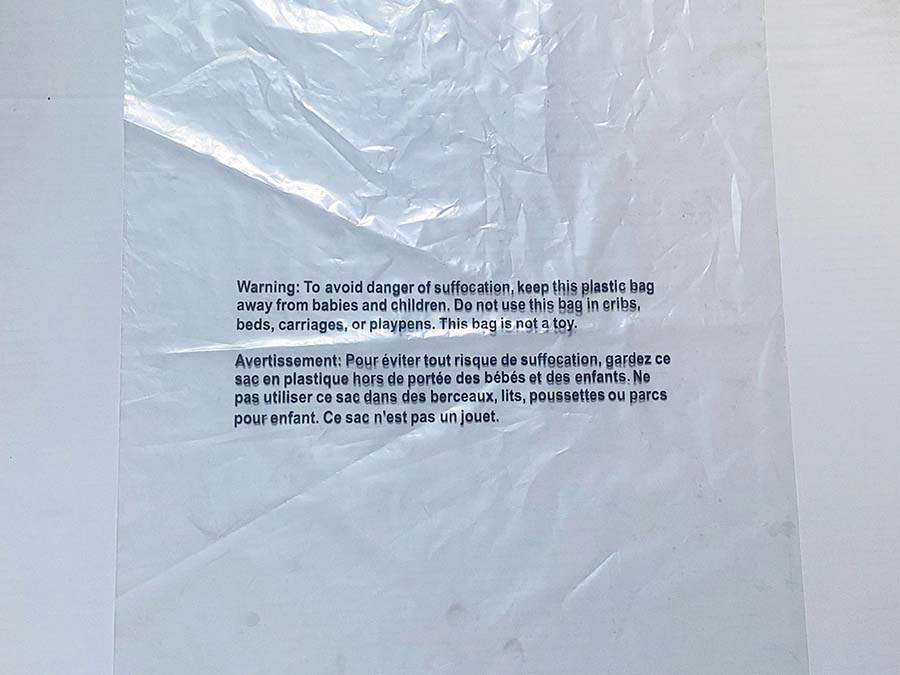 Warning: To avoid danger of suffocation, keep this plastic bag
away from babies and children. Do not use this bag in cribs,
beds, carriages, or playpens. This bag is not a toy.
Avertissement: Pour éviter tout risque de suffocation, gardez ce
sac en plastique hors de portée des bébés et des enfants. Ne
pas utiliser ce sac dans des berceaux, lits, poussettes ou parcs
pour enfant. Ce sac n'est pas un jouet.